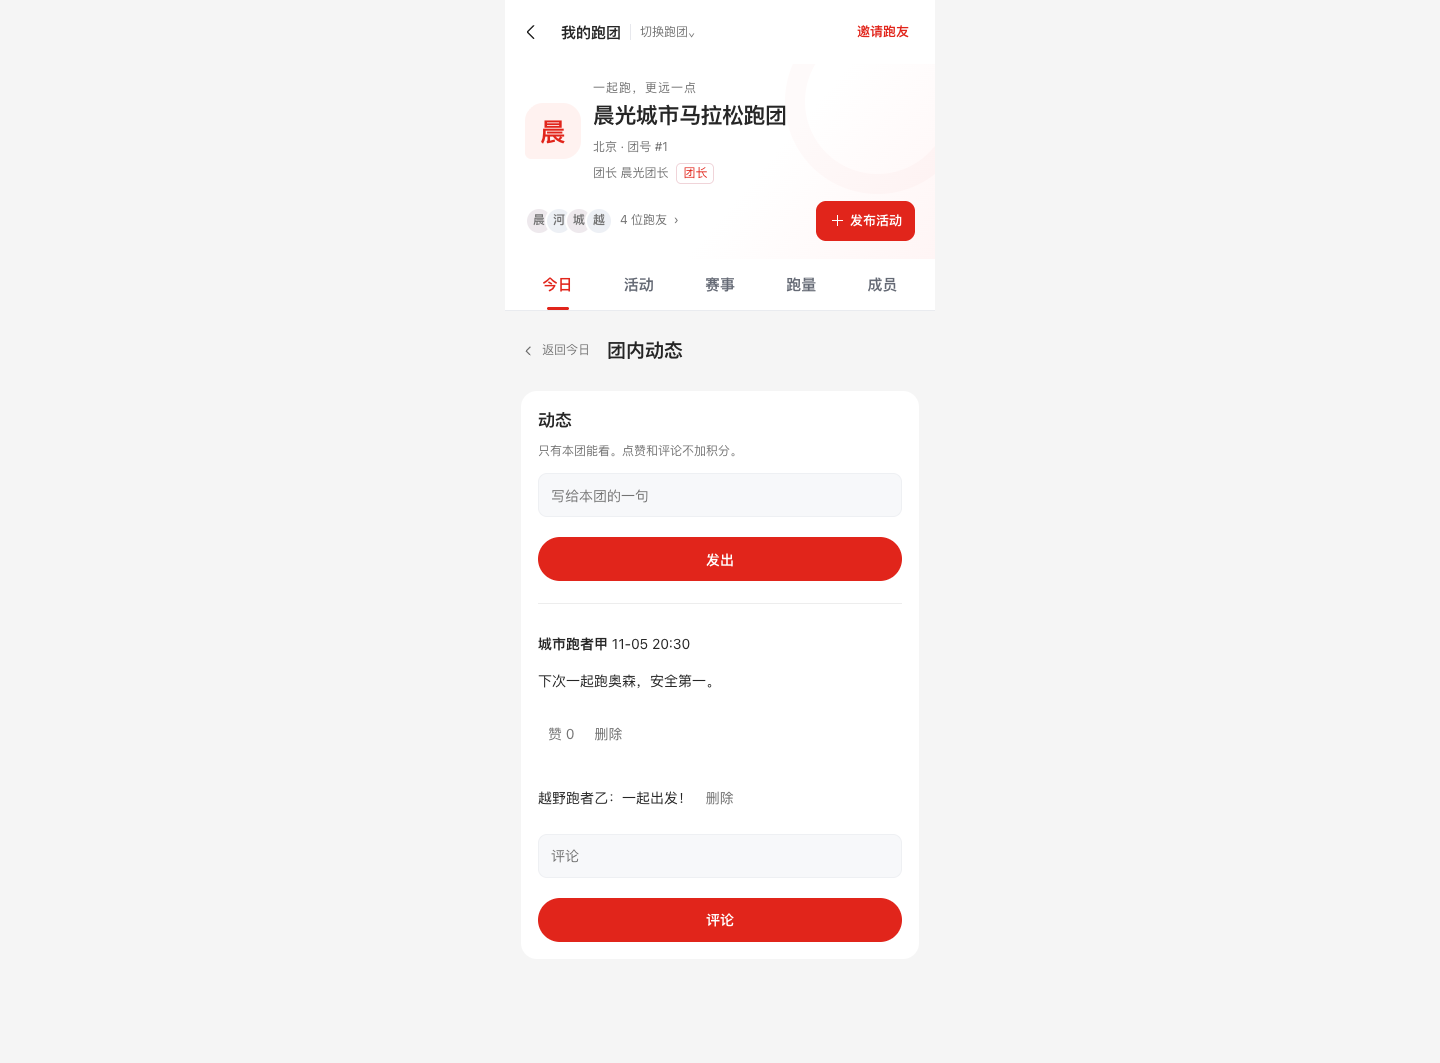 我的跑团 切换跑团 邀请跑友
一起跑，更远一点
晨
晨光城市马拉松跑团
北京 · 团号 #1
团长 晨光团长 团长
晨 河 城 越 4 位跑友 › 发布活动
今日 活动 赛事 跑量 成员
返回今日 团内动态
动态
只有本团能看。点赞和评论不加积分。
写给本团的一句
发出
城市跑者甲 11-05 20:30
下次一起跑奥森，安全第一。
赞 0 删除
越野跑者乙：一起出发！ 删除
评论
评论